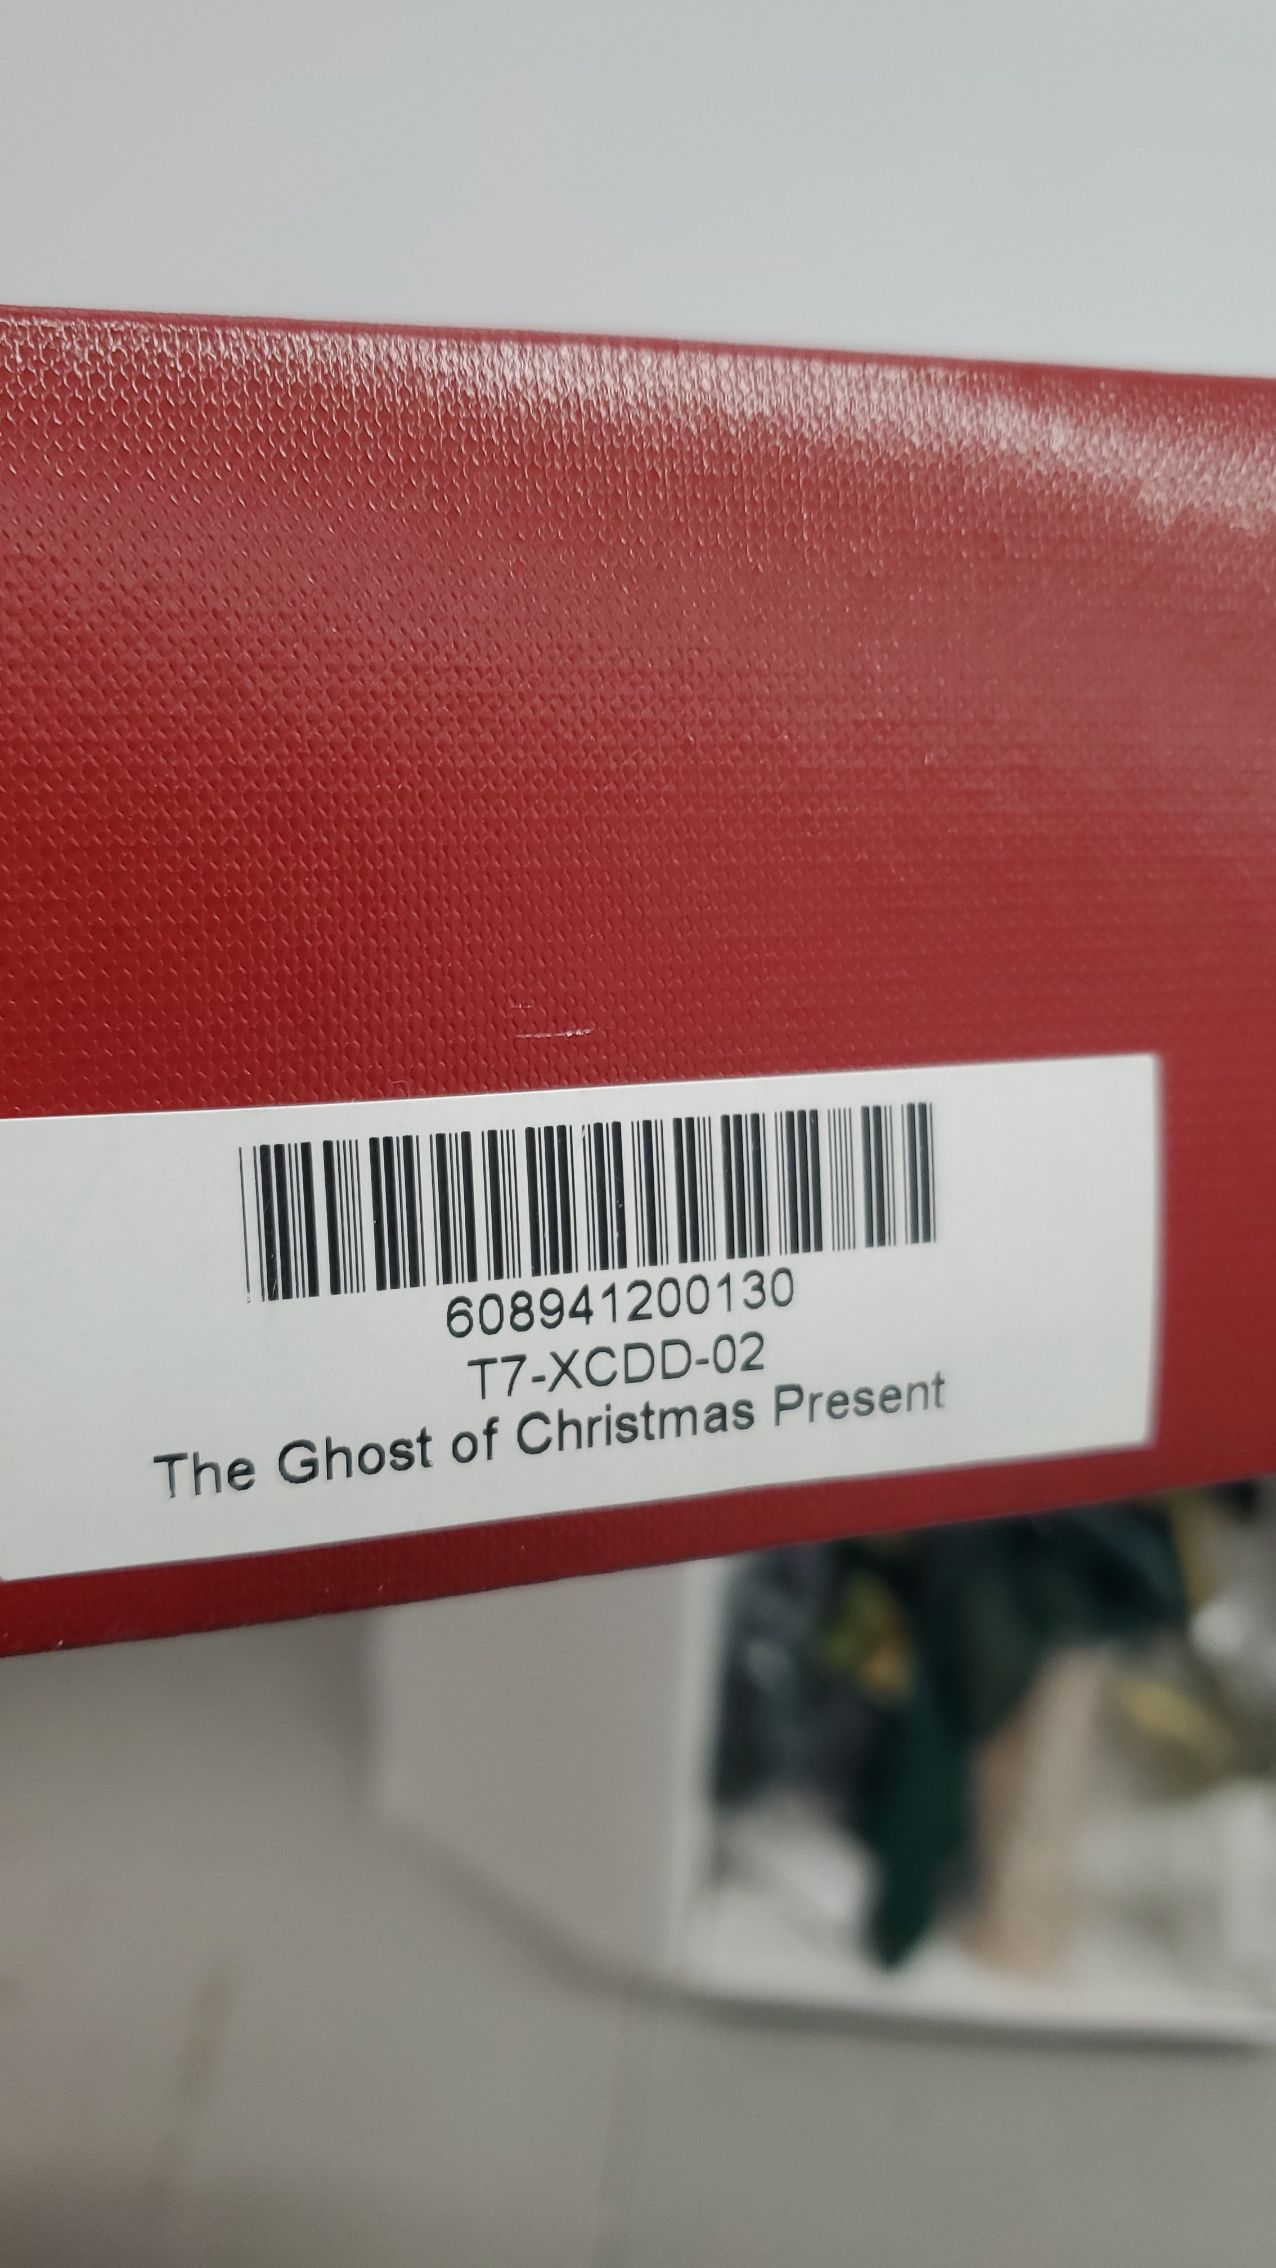 608941200130
T7-XCDD-02
The Ghost of Christmas Present